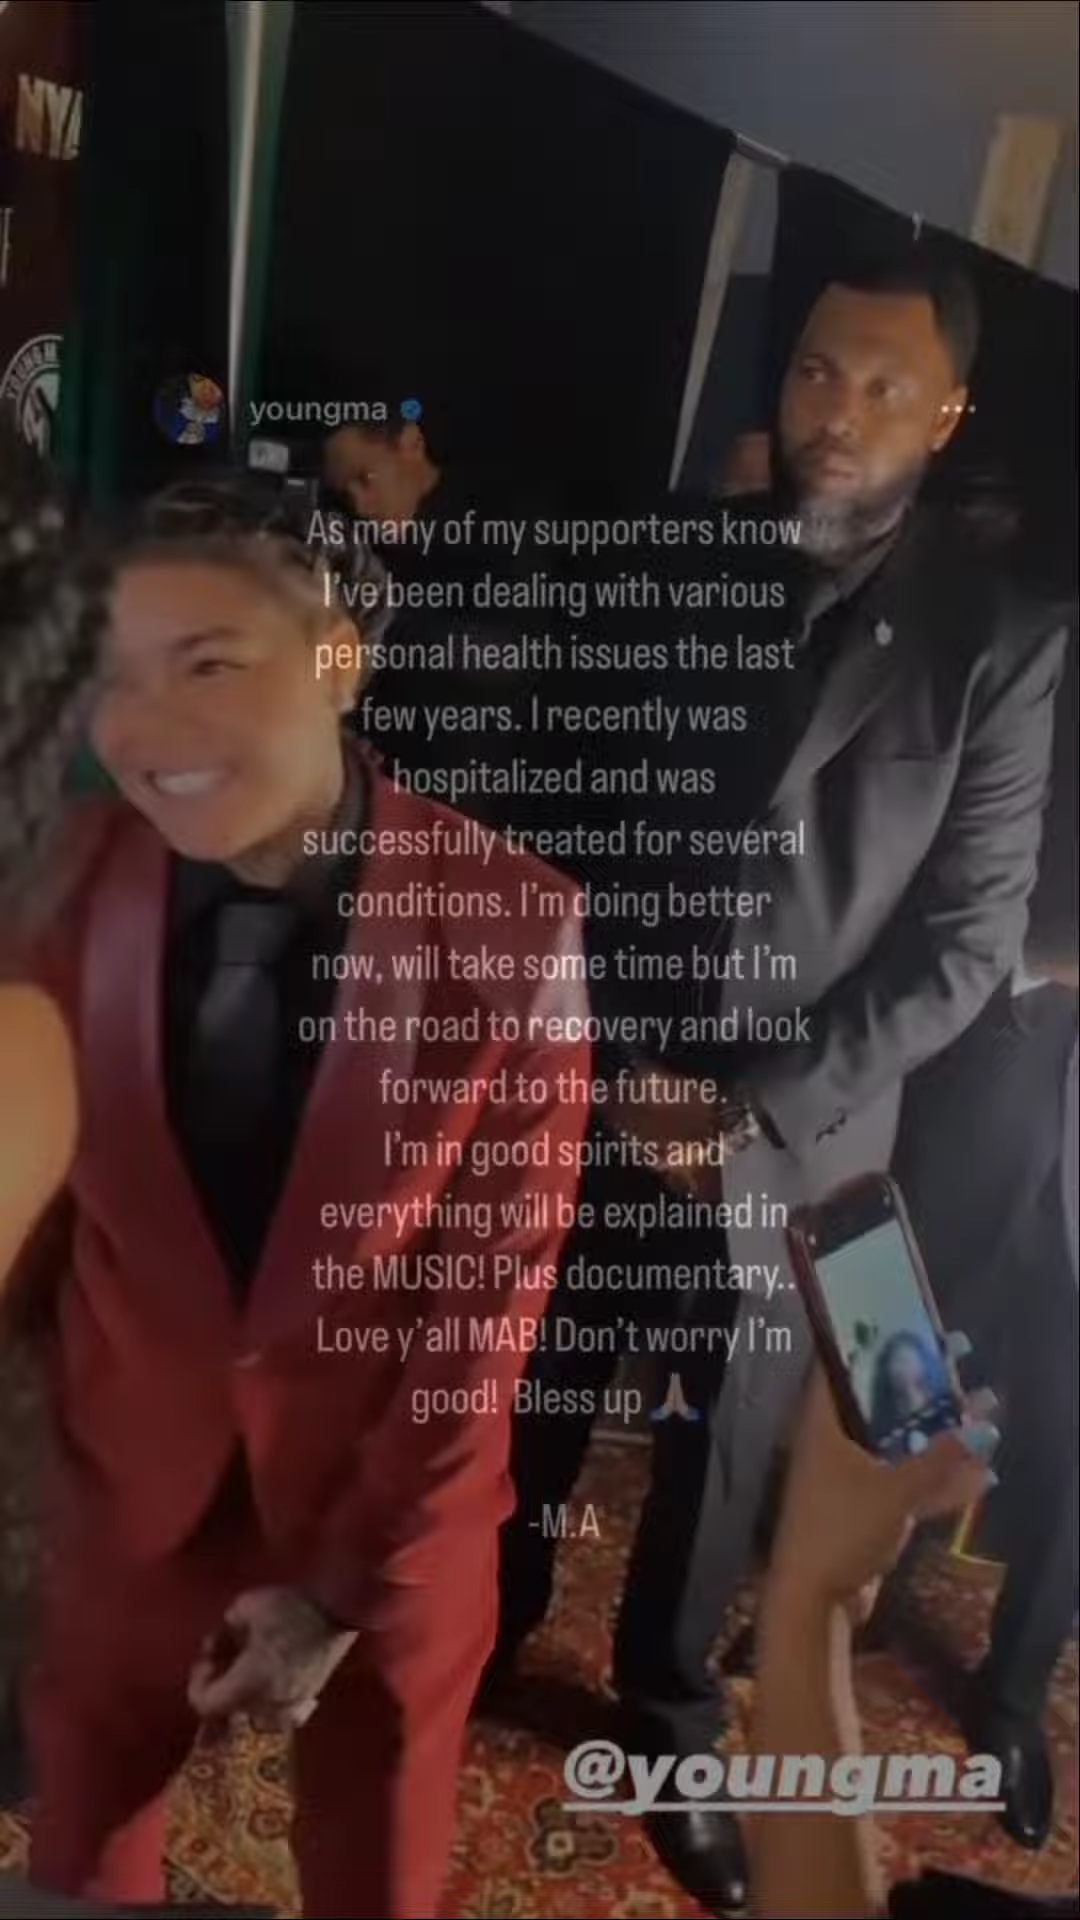 NYA
youngma
As many of my supporters know
I've been dealing with various
personal health issues the last
few years. I recently was
hospitalized and was
successfully treated for several
conditions. I'm doing better
now, will take some time but I'm
on the road to recovery and look
forward to the future.
I'm in good spirits and
everything will be explained in
the MUSIC! Plus documentary..
Love y'all MAB! Don't worry I'm
good!  Bless up 🙏🏽
-M.A
@youngma